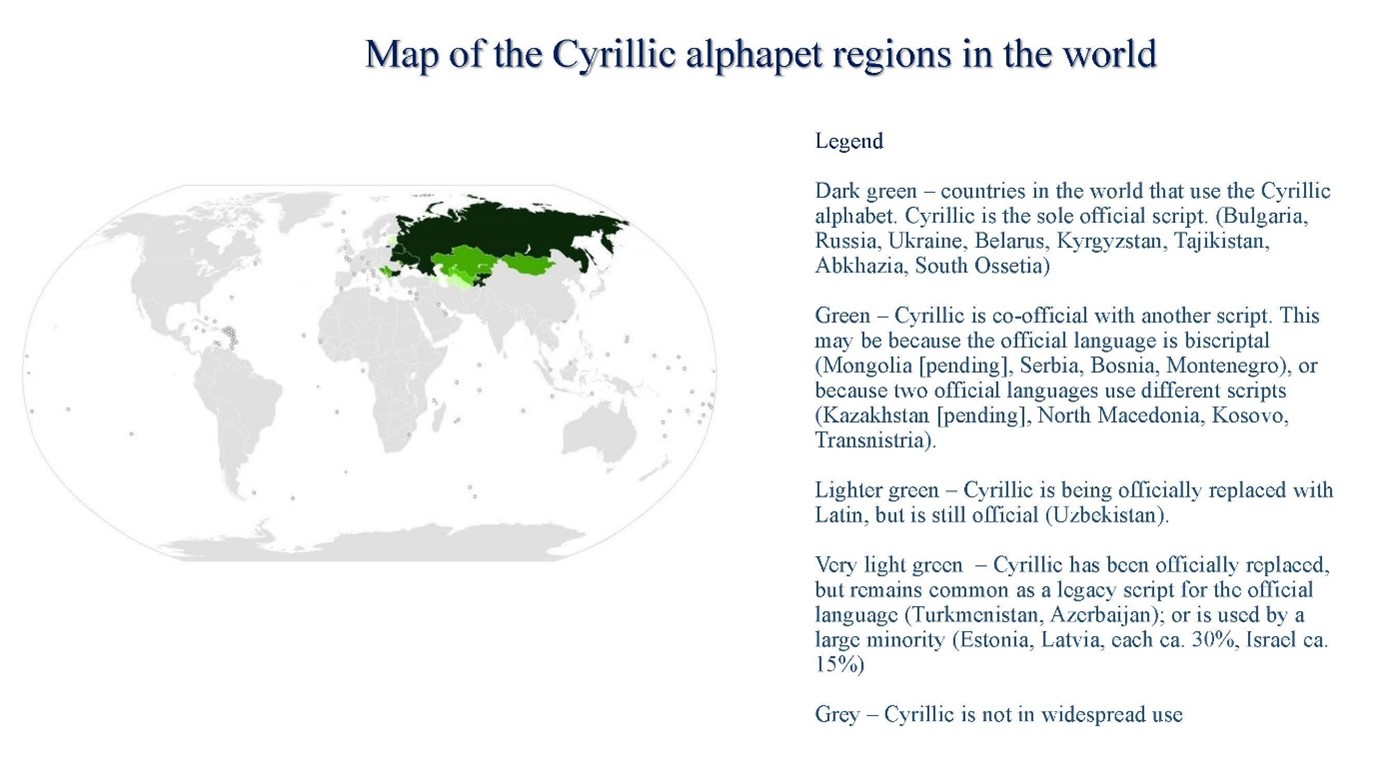 Map of the Cyrillic alphapet regions in the world
Legend
Dark green – countries in the world that use the Cyrillic
alphabet. Cyrillic is the sole official script. (Bulgaria,
Russia, Ukraine, Belarus, Kyrgyzstan, Tajikistan,
Abkhazia, South Ossetia)
Green – Cyrillic is co-official with another script. This
may be because the official language is biscriptal
(Mongolia [pending], Serbia, Bosnia, Montenegro), or
because two official languages use different scripts
(Kazakhstan [pending], North Macedonia, Kosovo,
Transnistria).
Lighter green – Cyrillic is being officially replaced with
Latin, but is still official (Uzbekistan).
Very light green  – Cyrillic has been officially replaced,
but remains common as a legacy script for the official
language (Turkmenistan, Azerbaijan); or is used by a
large minority (Estonia, Latvia, each ca. 30%, Israel ca.
15%)
Grey – Cyrillic is not in widespread use